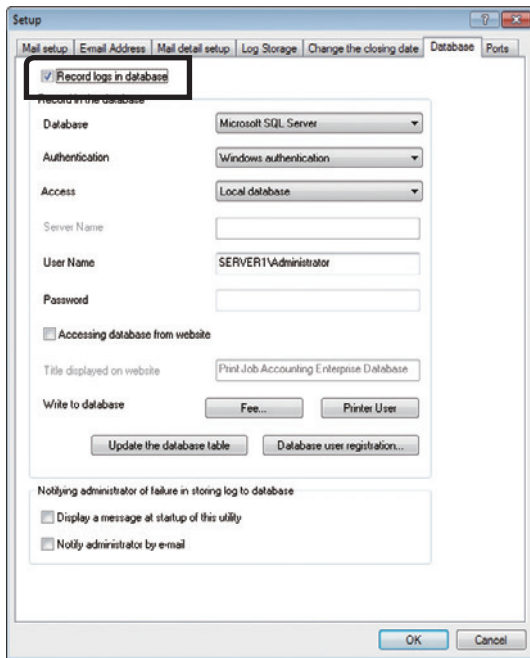 Setup
?
Mail setup E-mail Address Mail detail setup Log Storage Change the closing date Database Ports
Record logs in database
Record in the database
Database Microsoft SQL Server
Authentication Windows authentication
Access Local database
Server Name
User Name SERVER1\Administrator
Password
Accessing database from website
Title displayed on website Print Job Accounting Enterprise Database
Write to database Fee... Printer User
Update the database table Database user registration...
Notifying administrator of failure in storing log to database
Display a message at startup of this utility
Notify administrator by e-mail
OK Cancel